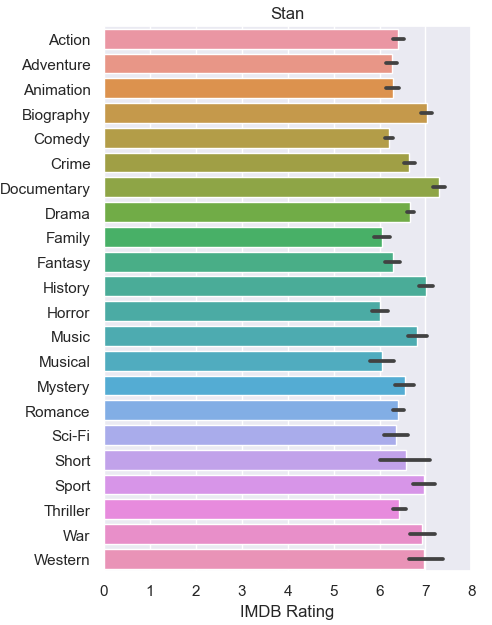 Stan
Action
Adventure
Animation
Biography
Comedy
Crime
Documentary
Drama
Family
Fantasy
History
Horror
Music
Musical
Mystery
Romance
Sci-Fi
Short
Sport
Thriller
War
Western
0 1 2 3 4 5 6 7 8
IMDB Rating